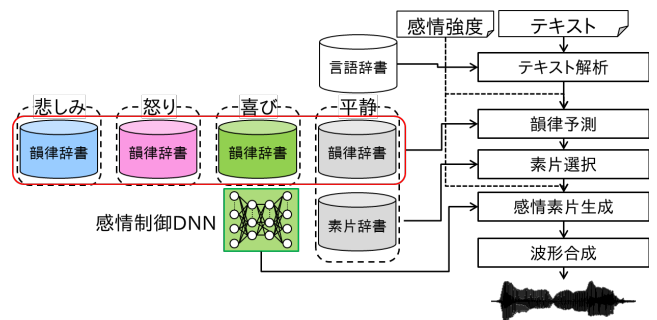 感情強度
テキスト
言語辞書
テキスト解析
悲しみ
怒り
喜び
平静
韻律辞書
韻律辞書
韻律辞書
韻律辞書
韻律予測
素片選択
感情制御DNN
素片辞書
感情素片生成
波形合成